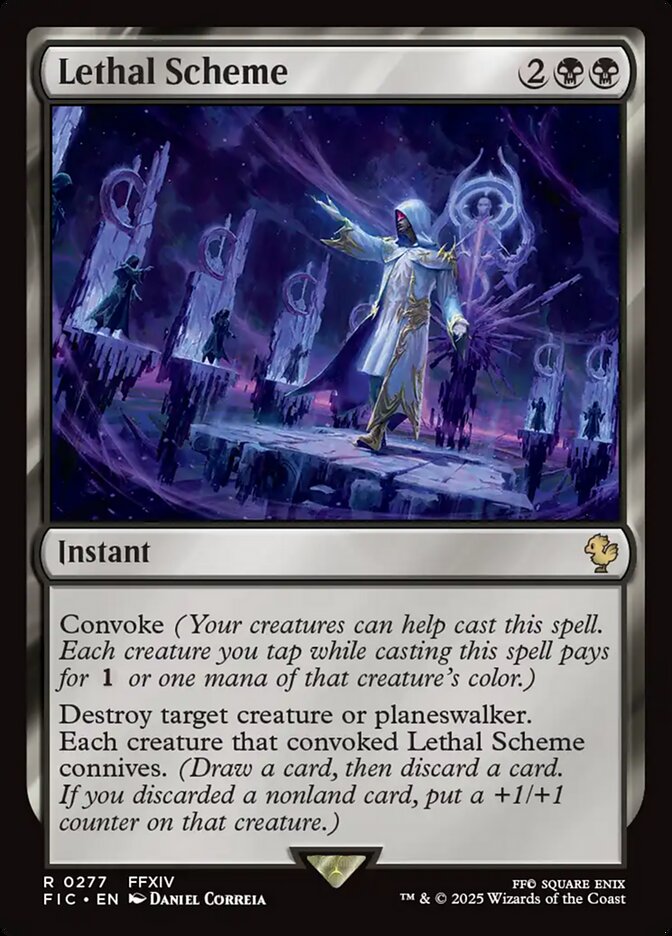 Lethal Scheme 2
Instant
Convoke (Your creatures can help cast this spell.
Each creature you tap while casting this spell pays
for 1 or one mana of that creature's color.)
Destroy target creature or planeswalker.
Each creature that convoked Lethal Scheme
connives. (Draw a card, then discard a card.
If you discarded a nonland card, put a +1/+1
counter on that creature.)
R 0277 FFXIV
FIC • EN Daniel Correia
FF© SQUARE ENIX
™ & © 2025 Wizards of the Coast